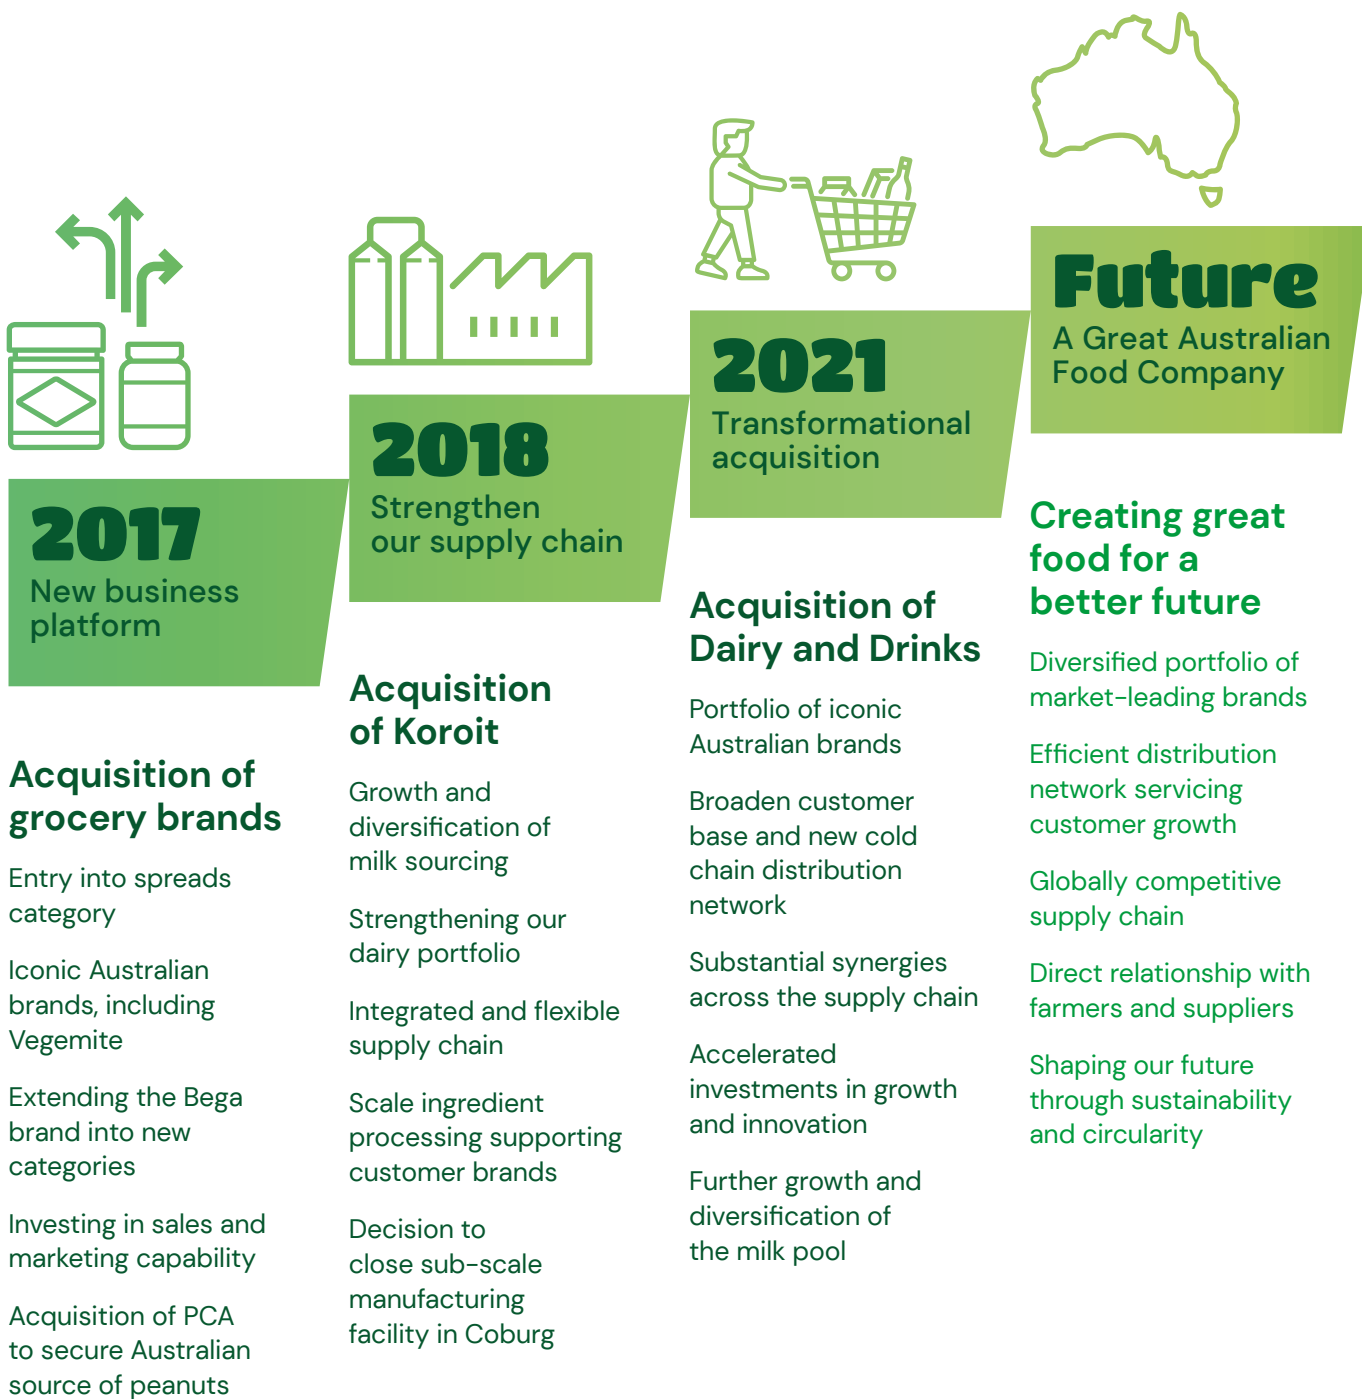 2017
New business
platform
Acquisition of
grocery brands
Entry into spreads
category
Iconic Australian
brands, including
Vegemite
Extending the Bega
brand into new
categories
Investing in sales and
marketing capability
Acquisition of PCA
to secure Australian
source of peanuts
2018
Strengthen
our supply chain
Acquisition
of Koroit
Growth and
diversification of
milk sourcing
Strengthening our
dairy portfolio
Integrated and flexible
supply chain
Scale ingredient
processing supporting
customer brands
Decision to
close sub-scale
manufacturing
facility in Coburg
2021
Transformational
acquisition
Acquisition of
Dairy and Drinks
Portfolio of iconic
Australian brands
Broaden customer
base and new cold
chain distribution
network
Substantial synergies
across the supply chain
Accelerated
investments in growth
and innovation
Further growth and
diversification of
the milk pool
Future
A Great Australian
Food Company
Creating great
food for a
better future
Diversified portfolio of
market-leading brands
Efficient distribution
network servicing
customer growth
Globally competitive
supply chain
Direct relationship with
farmers and suppliers
Shaping our future
through sustainability
and circularity